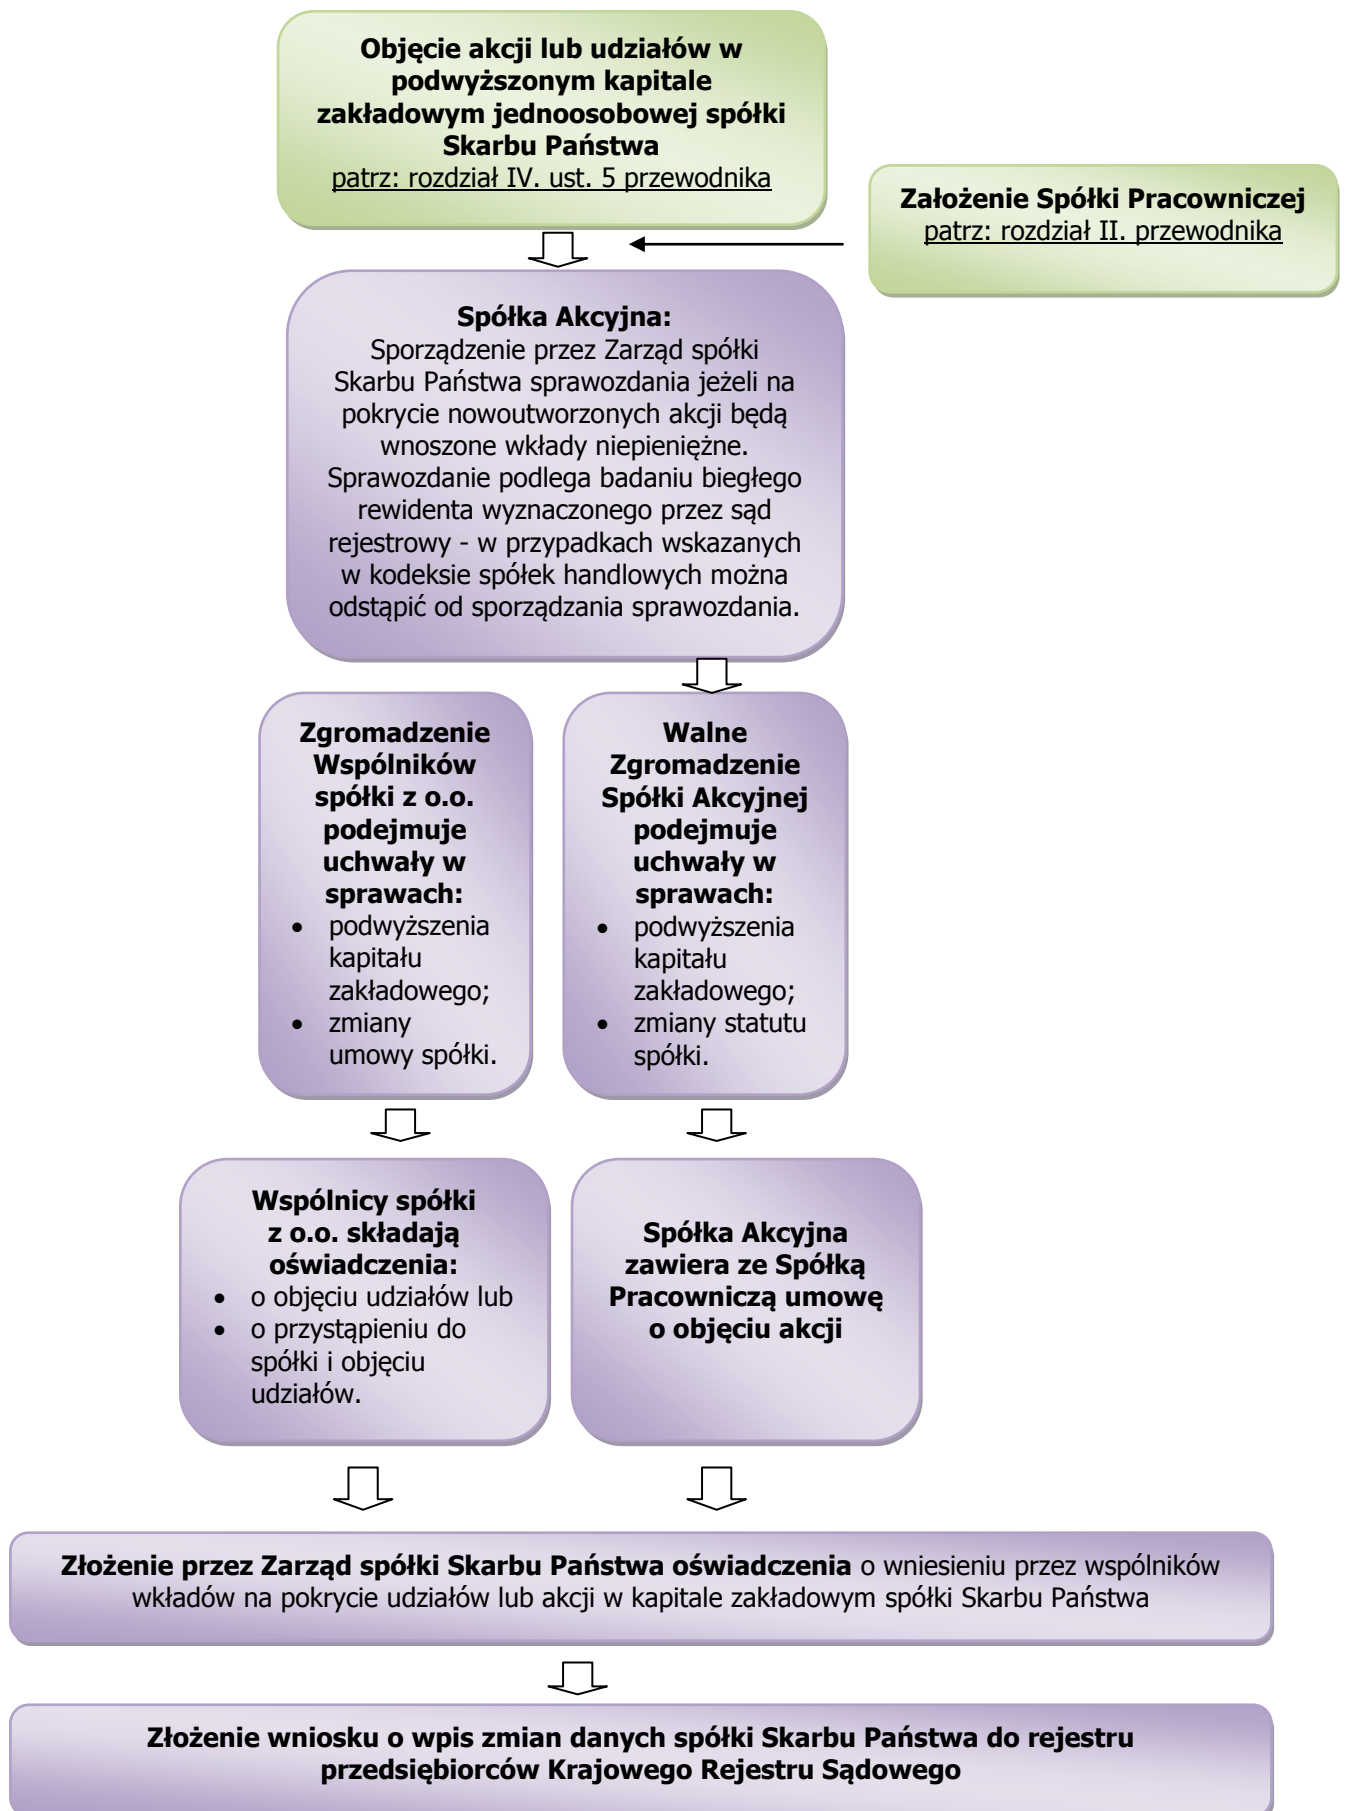 Objęcie akcji lub udziałów w
podwyższonym kapitale
zakładowym jednoosobowej spółki
Skarbu Państwa
patrz: rozdział IV. ust. 5 przewodnika
Założenie Spółki Pracowniczej
patrz: rozdział II. przewodnika
Spółka Akcyjna:
Sporządzenie przez Zarząd spółki
Skarbu Państwa sprawozdania jeżeli na
pokrycie nowoutworzonych akcji będą
wnoszone wkłady niepieniężne.
Sprawozdanie podlega badaniu biegłego
rewidenta wyznaczonego przez sąd
rejestrowy - w przypadkach wskazanych
w kodeksie spółek handlowych można
odstąpić od sporządzania sprawozdania.
Zgromadzenie
Wspólników
spółki z o.o.
podejmuje
uchwały w
sprawach:
• podwyższenia
kapitału
zakładowego;
• zmiany
umowy spółki.
Walne
Zgromadzenie
Spółki Akcyjnej
podejmuje
uchwały w
sprawach:
• podwyższenia
kapitału
zakładowego;
• zmiany statutu
spółki.
Wspólnicy spółki
z o.o. składają
oświadczenia:
• o objęciu udziałów lub
• o przystąpieniu do
spółki i objęciu
udziałów.
Spółka Akcyjna
zawiera ze Spółką
Pracowniczą umowę
o objęciu akcji
Złożenie przez Zarząd spółki Skarbu Państwa oświadczenia o wniesieniu przez wspólników
wkładów na pokrycie udziałów lub akcji w kapitale zakładowym spółki Skarbu Państwa
Złożenie wniosku o wpis zmian danych spółki Skarbu Państwa do rejestru
przedsiębiorców Krajowego Rejestru Sądowego